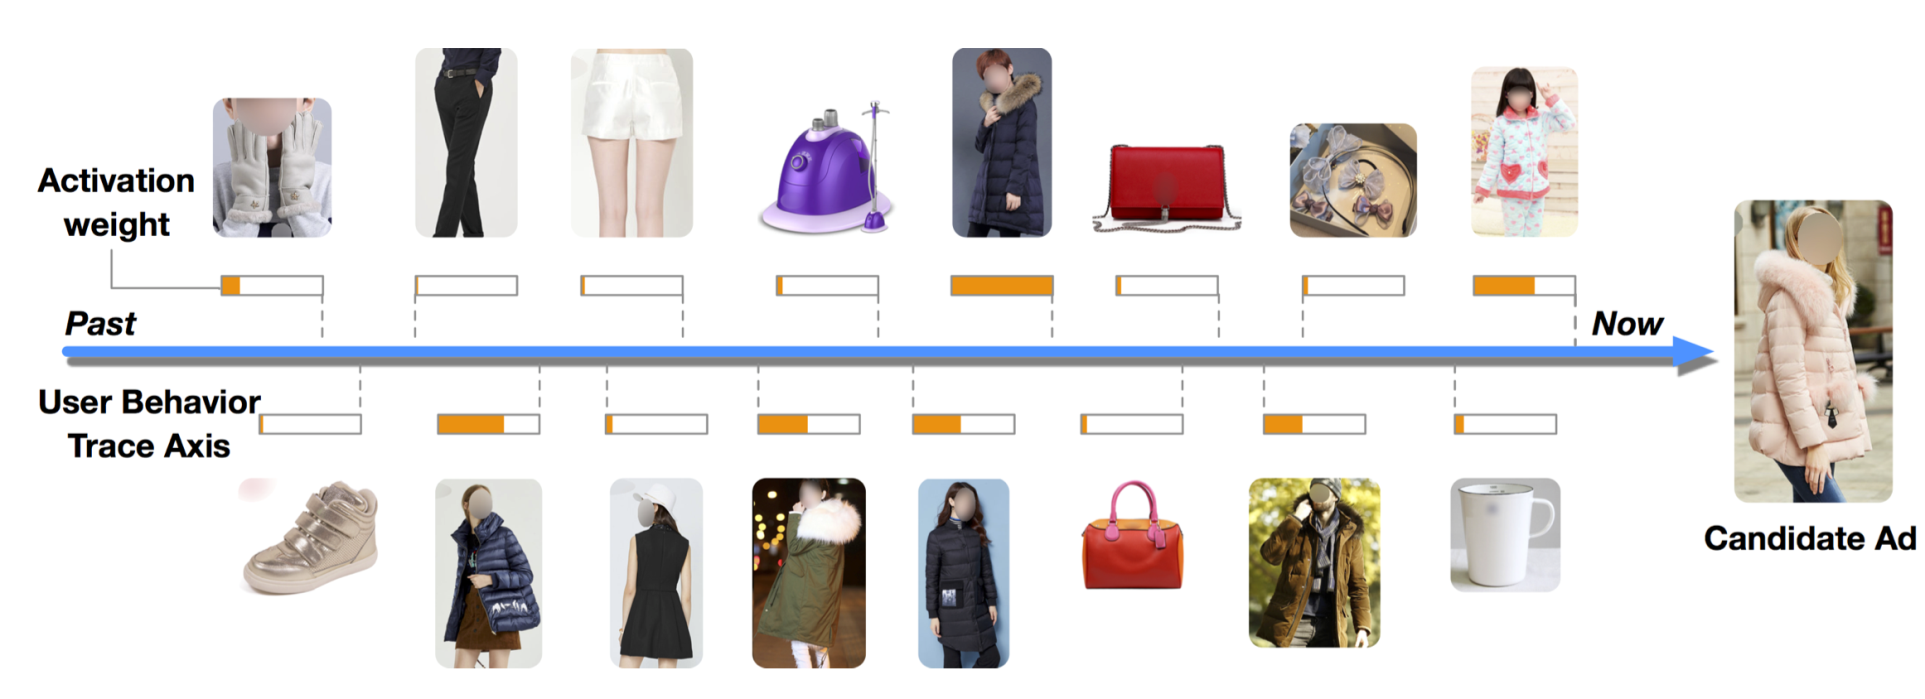 Activation
weight
Past
Now
User Behavior
Trace Axis
Candidate Ad